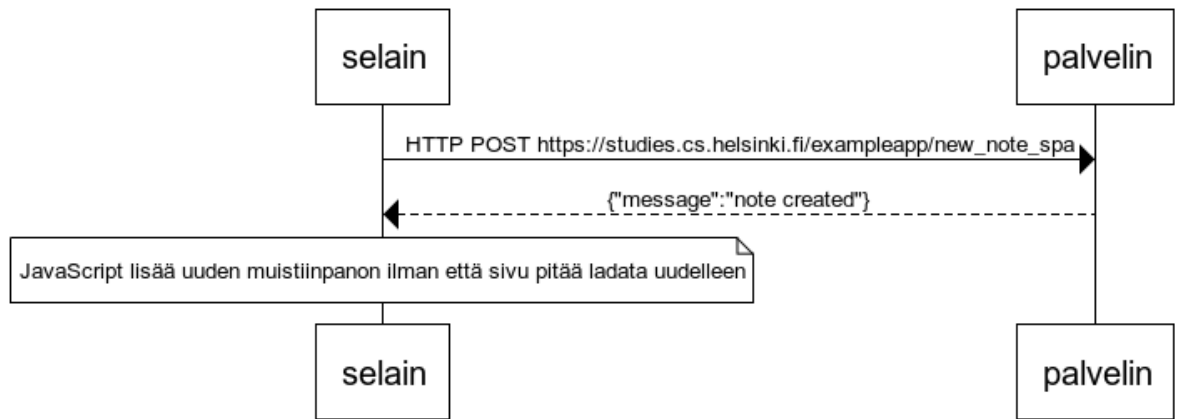 selain
palvelin
HTTP POST https://studies.cs.helsinki.fi/exampleapp/new_note_spa
{"message":"note created"}
JavaScript lisää uuden muistiinpanon ilman että sivu pitää ladata uudelleen
selain
palvelin